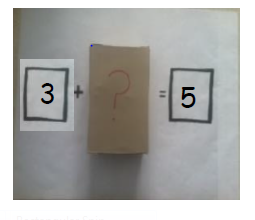 3 + ? = 5